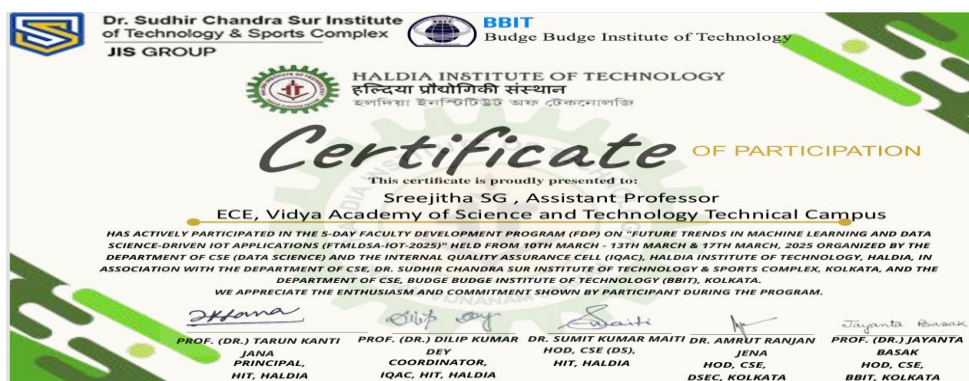 Dr. Sudhir Chandra Sur Institute
of Technology & Sports Complex
JIS GROUP
BBIT
Budge Budge Institute of Technology
HALDIA INSTITUTE OF TECHNOLOGY
हल्दिया प्रौद्योगिकी संस्थान
হলদিয়া ইনস্টিটিউট অফ টেকনোলজি
Certificate OF PARTICIPATION
This certificate is proudly presented to:
Sreejitha SG , Assistant Professor
ECE, Vidya Academy of Science and Technology Technical Campus
HAS ACTIVELY PARTICIPATED IN THE 5-DAY FACULTY DEVELOPMENT PROGRAM (FDP) ON "FUTURE TRENDS IN MACHINE LEARNING AND DATA
SCIENCE-DRIVEN IOT APPLICATIONS (FTMLDSA-IOT-2025)" HELD FROM 10TH MARCH - 13TH MARCH & 17TH MARCH, 2025 ORGANIZED BY THE
DEPARTMENT OF CSE (DATA SCIENCE) AND THE INTERNAL QUALITY ASSURANCE CELL (IQAC), HALDIA INSTITUTE OF TECHNOLOGY, HALDIA, IN
ASSOCIATION WITH THE DEPARTMENT OF CSE, DR. SUDHIR CHANDRA SUR INSTITUTE OF TECHNOLOGY & SPORTS COMPLEX, KOLKATA, AND THE
DEPARTMENT OF CSE, BUDGE BUDGE INSTITUTE OF TECHNOLOGY (BBIT), KOLKATA.
WE APPRECIATE THE ENTHUSIASM AND COMMITMENT SHOWN BY PARTICIPANT DURING THE PROGRAM.
Dilip Dey
Jayanta Basak
PROF. (DR.) TARUN KANTI
JANA
PRINCIPAL,
HIT, HALDIA
PROF. (DR.) DILIP KUMAR
DEY
COORDINATOR,
IQAC, HIT, HALDIA
DR. SUMIT KUMAR MAITI
HOD, CSE (DS),
HIT, HALDIA
DR. AMRUT RANJAN
JENA
HOD, CSE,
DSEC, KOLKATA
PROF. (DR.) JAYANTA
BASAK
HOD, CSE,
BBIT, KOLKATA